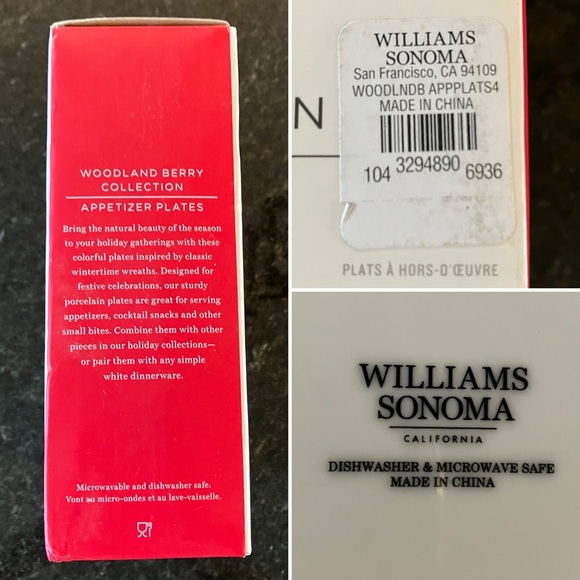 WOODLAND BERRY
COLLECTION
APPETIZER PLATES
Bring the natural beauty of the season
to your holiday gatherings with these
colorful plates inspired by classic
wintertime wreaths. Designed for
festive celebrations, our sturdy
porcelain plates are great for serving
appetizers, cocktail snacks and other
small bites. Combine them with other
pieces in our holiday collections—
or pair them with any simple
white dinnerware.
Microwavable and dishwasher safe.
Vont au micro-ondes et au lave-vaisselle.
WILLIAMS
SONOMA
San Francisco, CA 94109
WOODLNDB APPPLATS4
MADE IN CHINA
N
104 3294890 6936
PLATS À HORS-D'ŒUVRE
WILLIAMS
SONOMA
CALIFORNIA
DISHWASHER & MICROWAVE SAFE
MADE IN CHINA